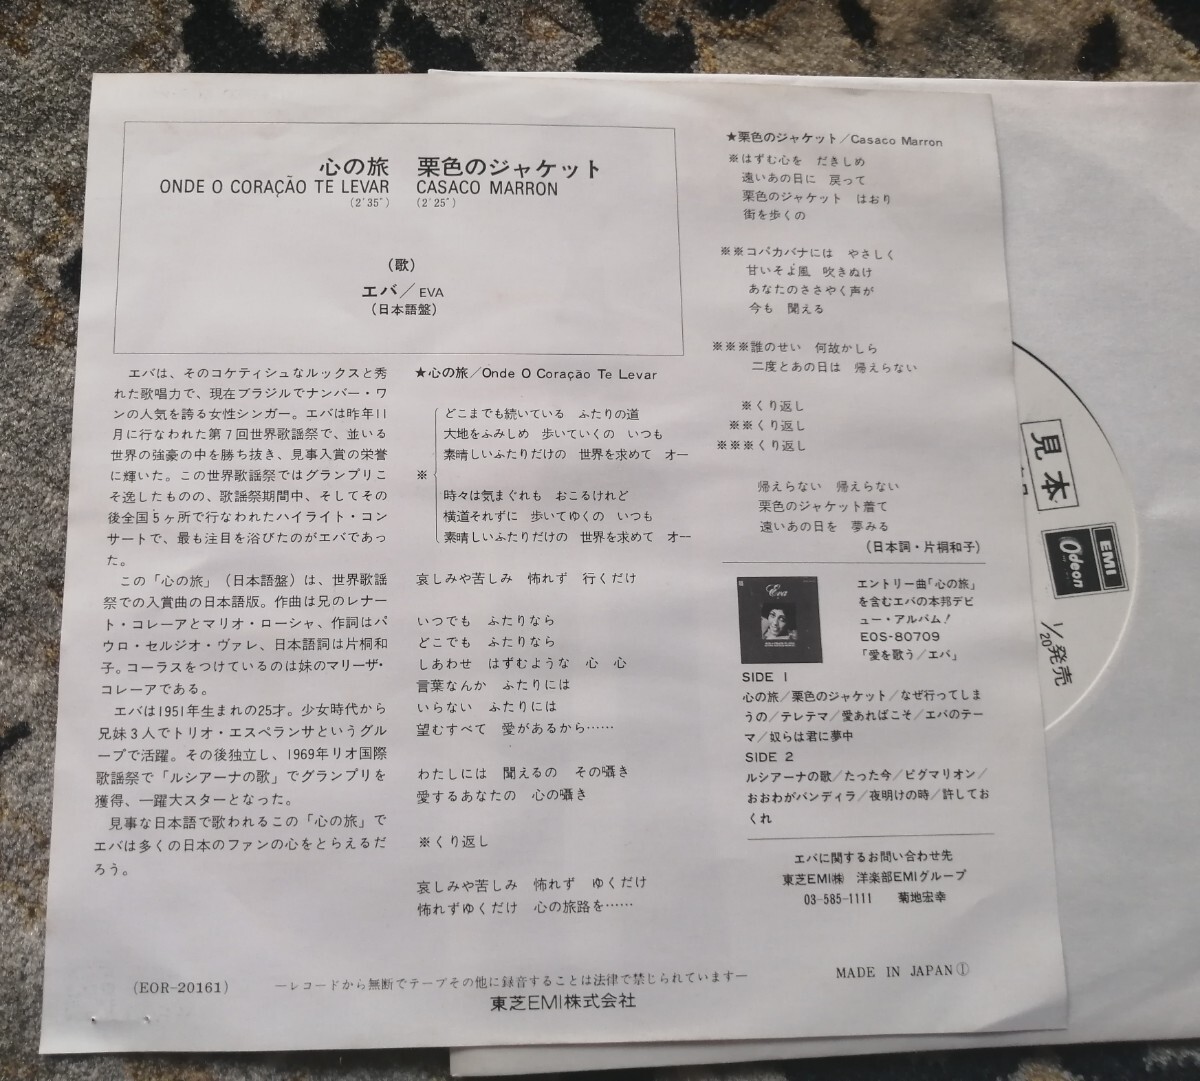 心の旅　栗色のジャケット
ONDE O CORAÇÃO TE LEVAR　CASACO MARRON
(2'35")　(2'25")
(歌)
エバ／EVA
(日本語盤)
エバは、そのコケティシュなルックスと秀
れた歌唱力で、現在ブラジルでナンバー・ワ
ンの人気を誇る女性シンガー。エバは昨年11
月に行なわれた第7回世界歌謡祭で、並いる
世界の強豪の中を勝ち抜き、見事入賞の栄誉
に輝いた。この世界歌謡祭ではグランプリこ
そ逸したものの、歌謡祭期間中、そしてその
後全国5ヶ所で行なわれたハイライト・コン
サートで、最も注目を浴びたのがエバであっ
た。
この「心の旅」(日本語盤)は、世界歌謡
祭での入賞曲の日本語版。作曲は兄のレナー
ト・コレーアとマリオ・ローシャ、作詞はパ
ウロ・セルジオ・ヴァレ、日本語詞は片桐和
子。コーラスをつけているのは妹のマリーザ・
コレーアである。
エバは1951年生まれの25才。少女時代から
兄妹3人でトリオ・エスペランサというグル
ープで活躍。その後独立し、1969年リオ国際
歌謡祭で「ルシアーナの歌」でグランプリを
獲得、一躍大スターとなった。
見事な日本語で歌われるこの「心の旅」で
エバは多くの日本のファンの心をとらえるだ
ろう。
★心の旅／Onde O Coração Te Levar
どこまでも続いている　ふたりの道
大地をふみしめ　歩いていくの　いつも
素晴しいふたりだけの　世界を求めて　オー
※
時々は気まぐれも　おこるけれど
横道それずに　歩いてゆくの　いつも
素晴しいふたりだけの　世界を求めて　オー
哀しみや苦しみ　怖れず　行くだけ
いつでも　ふたりなら
どこでも　ふたりなら
しあわせ　はずむような　心　心
言葉なんか　ふたりには
いらない　ふたりには
望むすべて　愛があるから……
わたしには　聞えるの　その囁き
愛するあなたの　心の囁き
※くり返し
哀しみや苦しみ　怖れず　ゆくだけ
怖れずゆくだけ　心の旅路を……
★栗色のジャケット／Casaco Marron
※はずむ心を　だきしめ
遠いあの日に　戻って
栗色のジャケット　はおり
街を歩くの
※※コパカバナには　やさしく
甘いそよ風　吹きぬけ
あなたのささやく声が
今も　聞える
※※※誰のせい　何故かしら
二度とあの日は　帰えらない
※くり返し
※※くり返し
※※※くり返し
帰えらない　帰えらない
栗色のジャケット着て
遠いあの日を　夢みる
(日本詞・片桐和子)
Eva
エントリー曲「心の旅」
を含むエバの本邦デビ
ュー・アルバム！
EOS-80709
「愛を歌う／エバ」
SIDE 1
心の旅／栗色のジャケット／なぜ行ってしま
うの／テレテマ／愛あればこそ／エバのテー
マ／奴らは君に夢中
SIDE 2
ルシアーナの歌／たった今／ピグマリオン／
おおわがバンディラ／夜明けの時／許してお
くれ
エバに関するお問い合わせ先
東芝EMI㈱　洋楽部EMIグループ
03-585-1111　菊地宏幸
(EOR-20161)
―レコードから無断でテープその他に録音することは法律で禁じられています―
東芝EMI株式会社
MADE IN JAPAN①
見本
EMI
Odeon
1/20発売